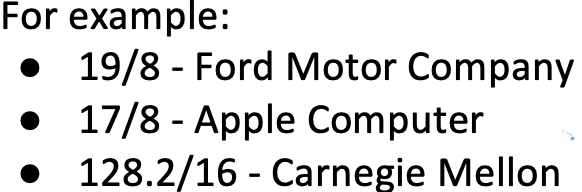 For example:
● 19/8 - Ford Motor Company
● 17/8 - Apple Computer
● 128.2/16 - Carnegie Mellon